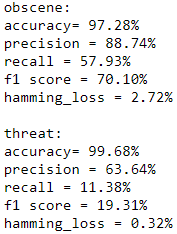 obscene:
accuracy= 97.28%
precision = 88.74%
recall = 57.93%
f1 score = 70.10%
hamming_loss = 2.72%

threat:
accuracy= 99.68%
precision = 63.64%
recall = 11.38%
f1 score = 19.31%
hamming_loss = 0.32%